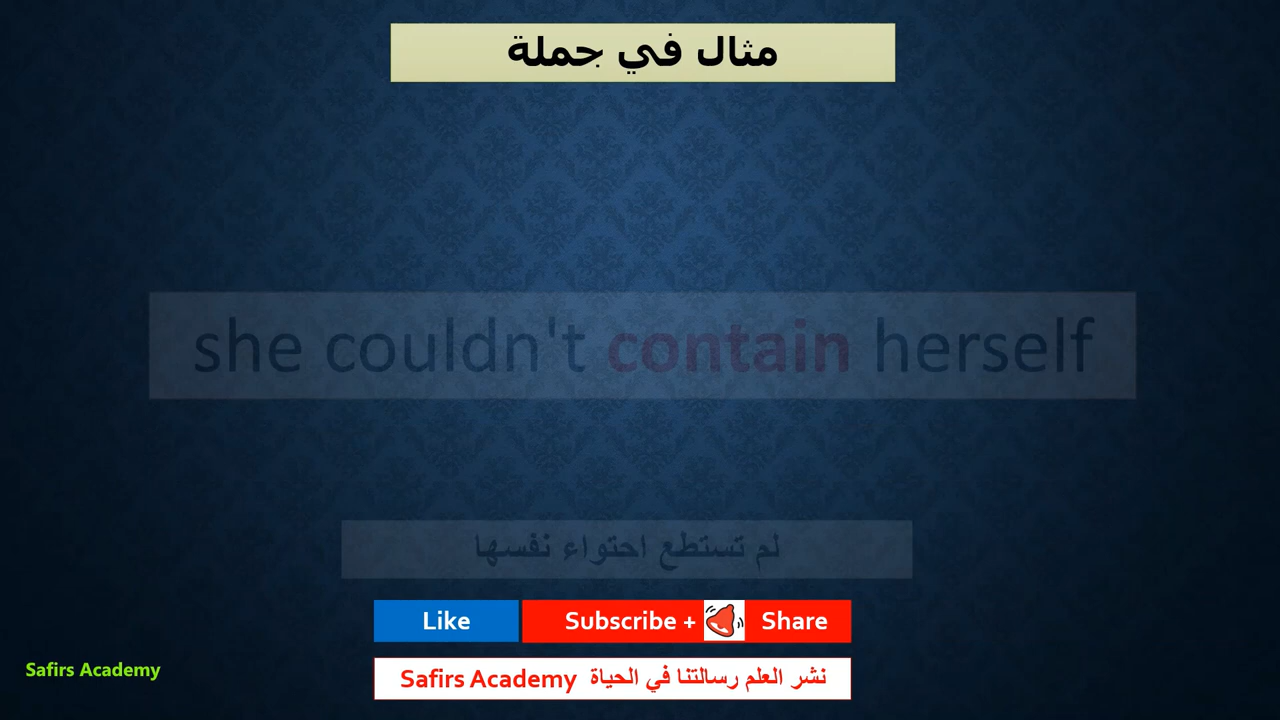 مثال في جملة
she couldn't contain herself
لم تستطع احتواء نفسها
Like Subscribe + Share
Safirs Academy
نشر العلم رسالتنا في الحياة Safirs Academy